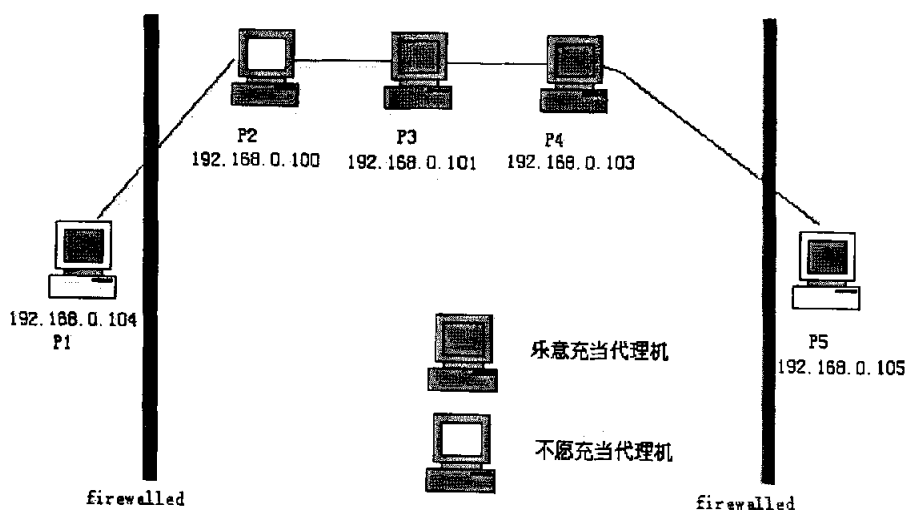 P2
192.168.0.100
P3
192.168.0.101
P4
192.168.0.103
192.168.0.104
P1
P5
192.168.0.105
乐意充当代理机
不愿充当代理机
firewalled
firewalled